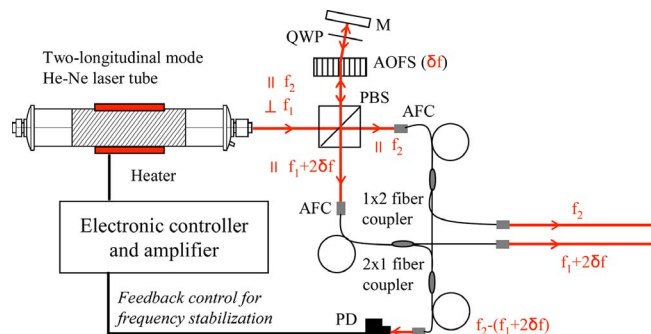 M
QWP
Two-longitudinal mode
He-Ne laser tube
AOFS (δf)
|| f₂
⊥ f₁
PBS
AFC
|| f₂
|| f₁+2δf
Heater
AFC
1x2 fiber
coupler
Electronic controller
and amplifier
f₂
f₁+2δf
2x1 fiber
coupler
Feedback control for
frequency stabilization
PD
f₂-(f₁+2δf)